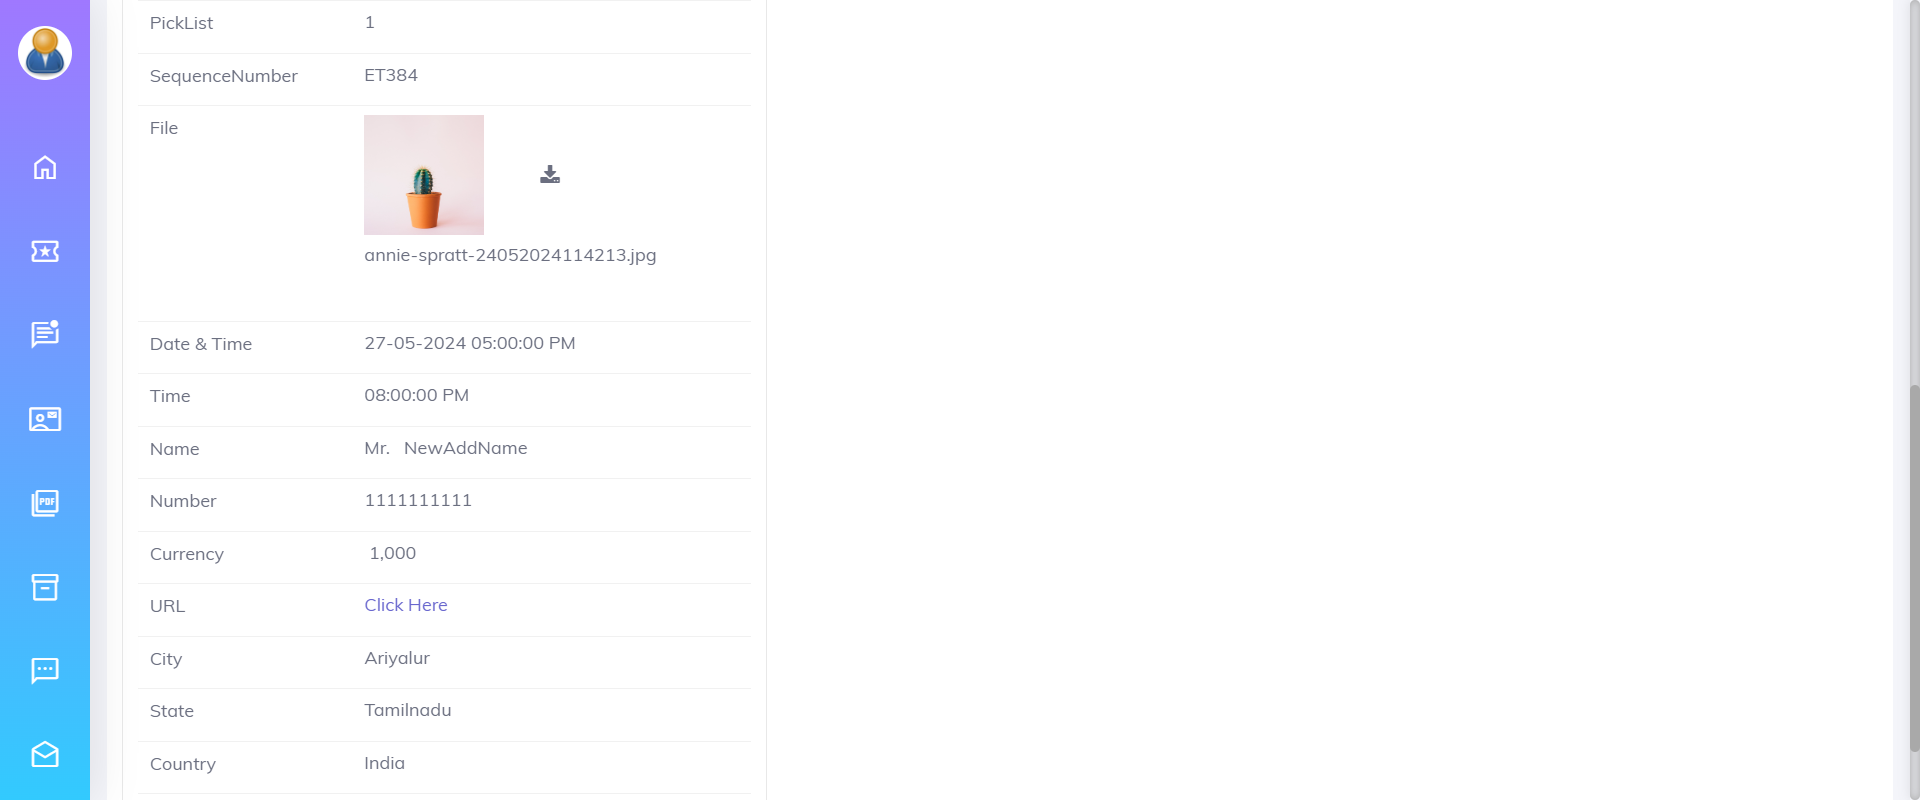 PickList 1
SequenceNumber ET384
File
annie-spratt-24052024114213.jpg
Date & Time 27-05-2024 05:00:00 PM
Time 08:00:00 PM
Name Mr. NewAddName
Number 1111111111
PDF
Currency 1,000
URL Click Here
City Ariyalur
State Tamilnadu
Country India